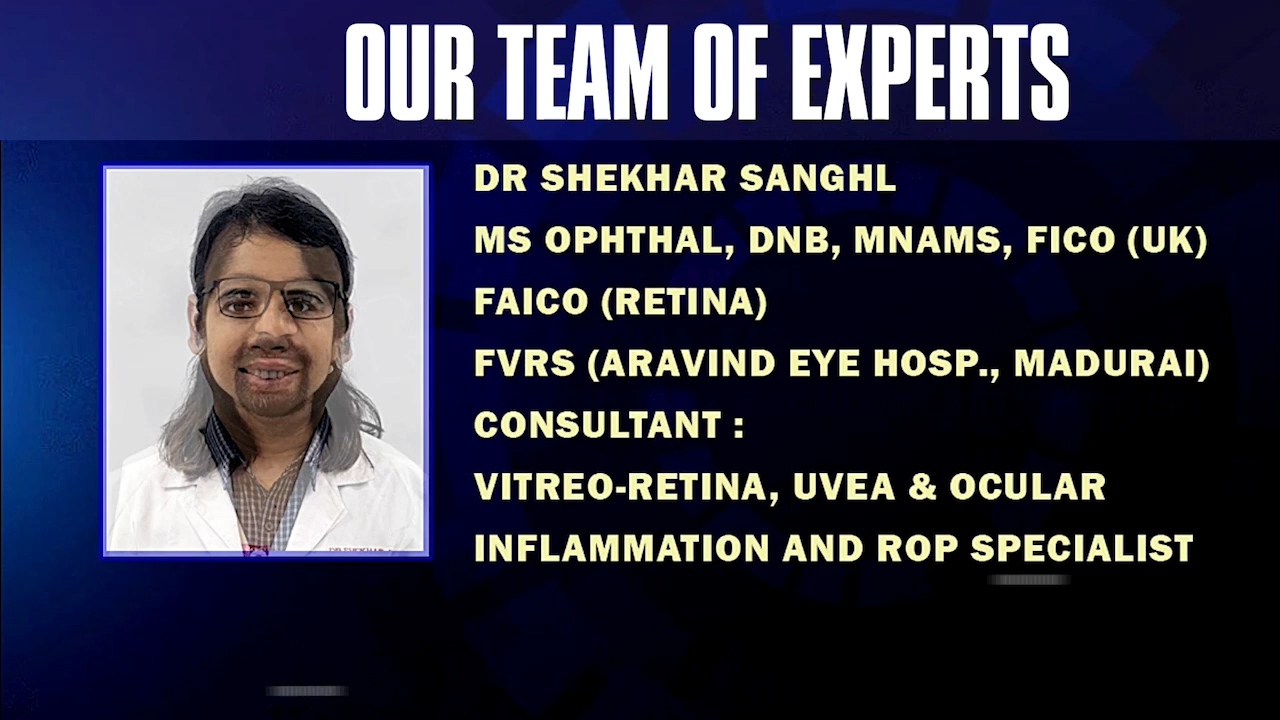 OUR TEAM OF EXPERTS
DR SHEKHAR SANGHL
MS OPHTHAL, DNB, MNAMS, FICO (UK)
FAICO (RETINA)
FVRS (ARAVIND EYE HOSP., MADURAI)
CONSULTANT :
VITREO-RETINA, UVEA & OCULAR
INFLAMMATION AND ROP SPECIALIST